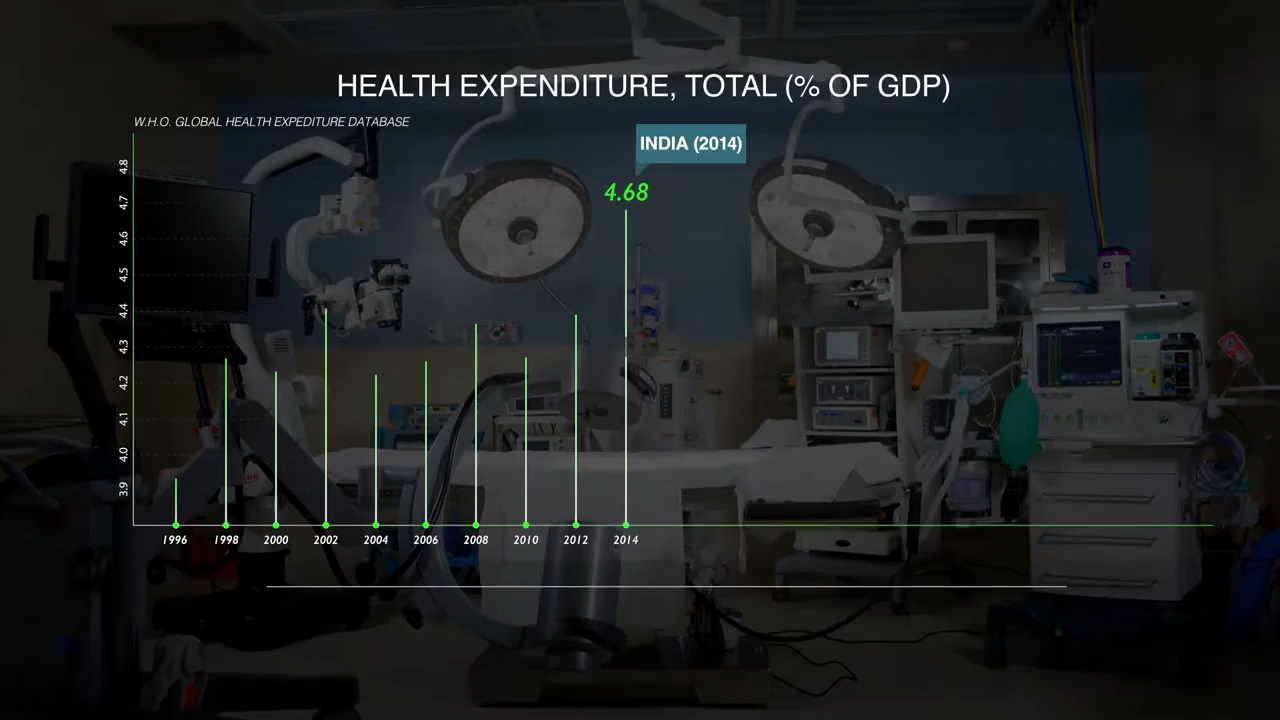 HEALTH EXPENDITURE, TOTAL (% OF GDP)
W.H.O. GLOBAL HEALTH EXPEDITURE DATABASE
INDIA (2014)
4.68
4.8
4.7
4.6
4.5
4.4
4.3
4.2
4.1
4.0
3.9
1996 1998 2000 2002 2004 2006 2008 2010 2012 2014